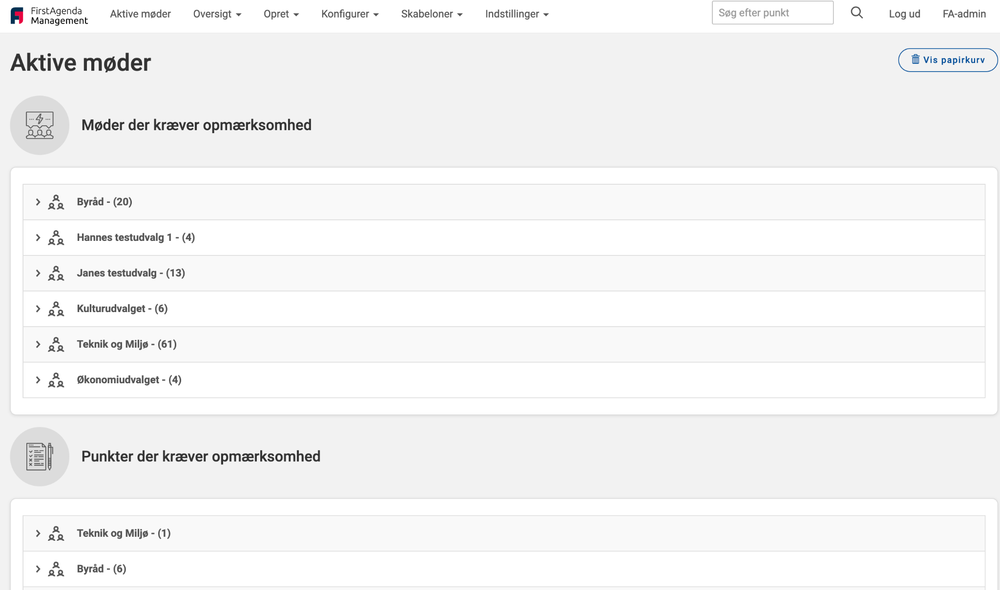 FirstAgenda
Management
Aktive møder
Oversigt
Opret
Konfigurer
Skabeloner
Indstillinger
Søg efter punkt
Log ud
FA-admin
Aktive møder
Vis papirkurv
Møder der kræver opmærksomhed
Byråd - (20)
Hannes testudvalg 1 - (4)
Janes testudvalg - (13)
Kulturudvalget - (6)
Teknik og Miljø - (61)
Økonomiudvalget - (4)
Punkter der kræver opmærksomhed
Teknik og Miljø - (1)
Byråd - (6)